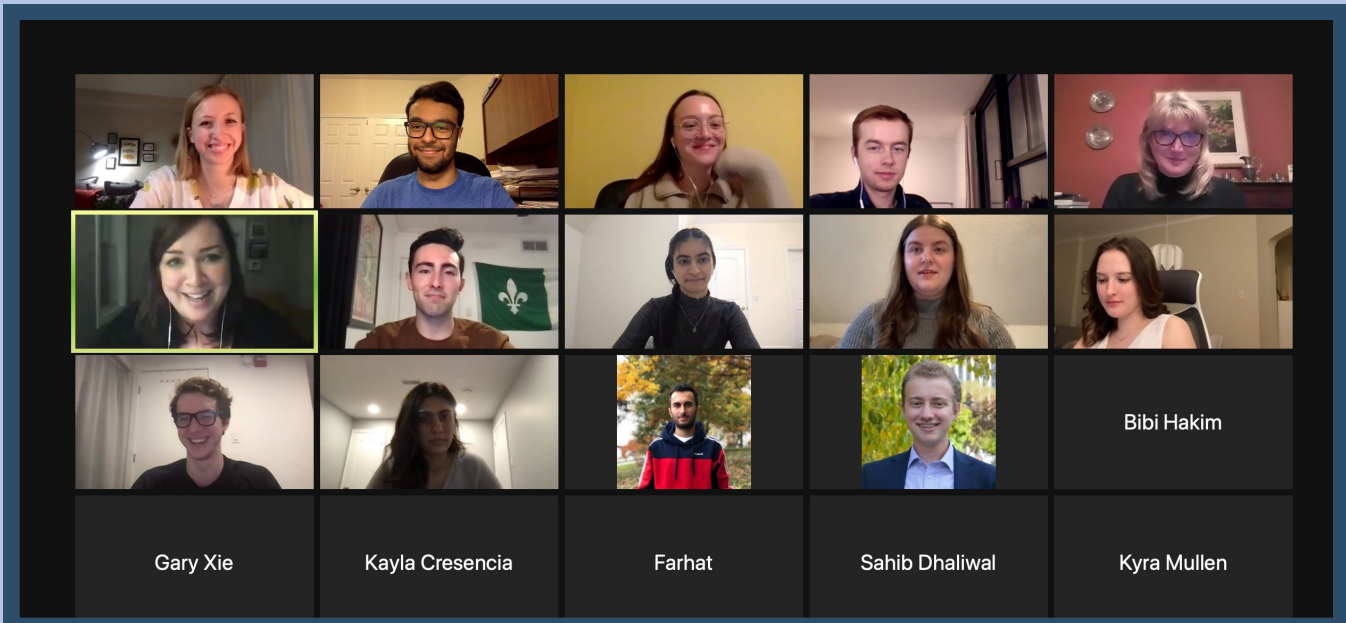 Bibi Hakim
Gary Xie
Kayla Cresencia
Farhat
Sahib Dhaliwal
Kyra Mullen